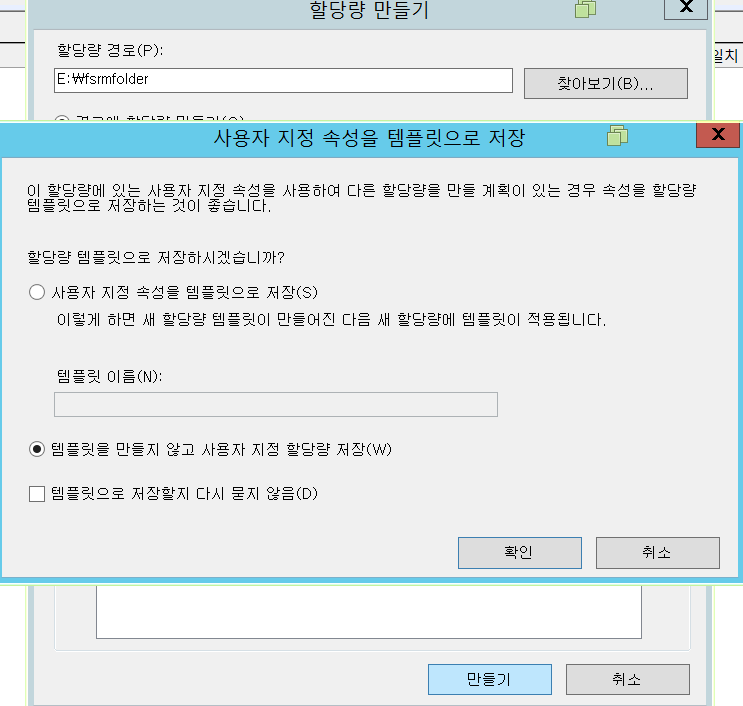 할당량 만들기
X
일치
할당량 경로(P):
E:₩fsrmfolder
찾아보기(B)...
경로에 할당량 만들기(O)
사용자 지정 속성을 템플릿으로 저장
X
이 할당량에 있는 사용자 지정 속성을 사용하여 다른 할당량을 만들 계획이 있는 경우 속성을 할당량
템플릿으로 저장하는 것이 좋습니다.
할당량 템플릿으로 저장하시겠습니까?
사용자 지정 속성을 템플릿으로 저장(S)
이렇게 하면 새 할당량 템플릿이 만들어진 다음 새 할당량에 템플릿이 적용됩니다.
템플릿 이름(N):
템플릿을 만들지 않고 사용자 지정 할당량 저장(W)
템플릿으로 저장할지 다시 묻지 않음(D)
확인
취소
만들기
취소